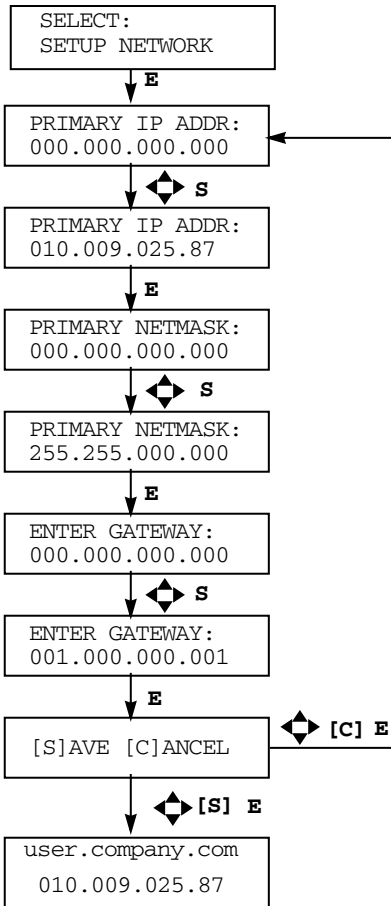 SELECT:
SETUP NETWORK
E
PRIMARY IP ADDR:
000.000.000.000
S
PRIMARY IP ADDR:
010.009.025.87
E
PRIMARY NETMASK:
000.000.000.000
S
PRIMARY NETMASK:
255.255.000.000
E
ENTER GATEWAY:
000.000.000.000
S
ENTER GATEWAY:
001.000.000.001
E
[S]AVE [C]ANCEL
[C] E
[S] E
user.company.com
010.009.025.87